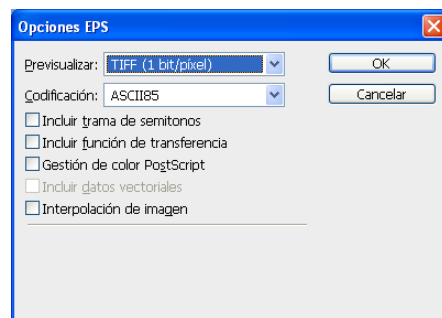 Opciones EPS
Previsualizar: TIFF (1 bit/píxel) OK
Codificación: ASCII85 Cancelar
Incluir trama de semitonos
Incluir función de transferencia
Gestión de color PostScript
Incluir datos vectoriales
Interpolación de imagen